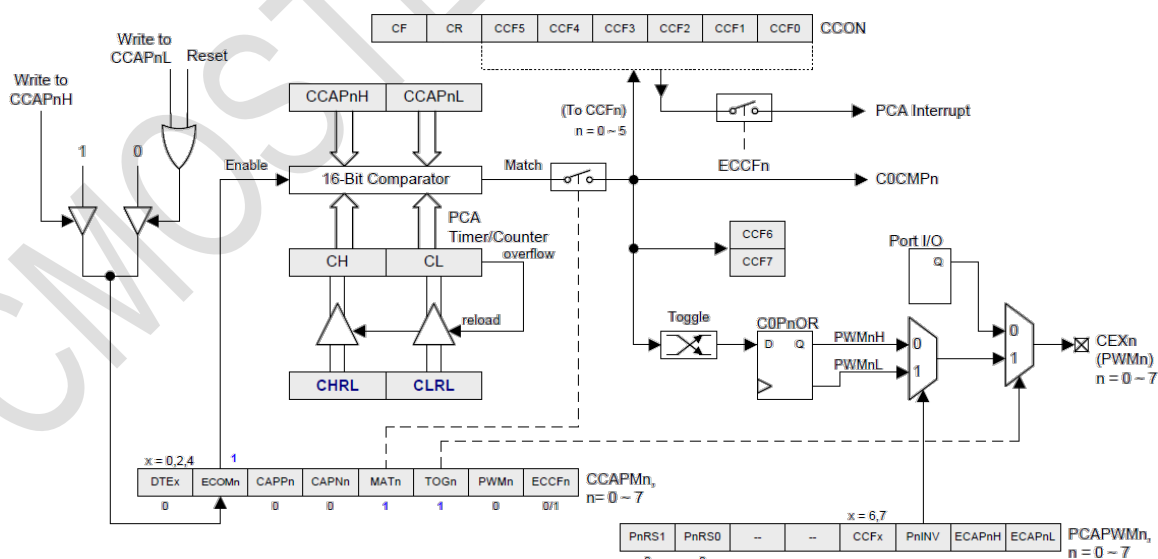 CF CR CCF5 CCF4 CCF3 CCF2 CCF1 CCF0 CCON
Write to
CCAPnL
Reset
Write to
CCAPnH
CCAPnH CCAPnL
(To CCFn)
n = 0 ~ 5
PCA Interrupt
ECCFn
1 0
Enable
16-Bit Comparator
Match
C0CMPn
PCA
Timer/Counter
overflow
CH CL
CCF6
CCF7
Port I/O
Q
reload
Toggle
C0PnOR
D Q
PWMnH
PWMnL
0
1
0
1
CEXn
(PWMn)
n = 0 ~ 7
CHRL CLRL
x = 0,2,4
1
DTEx ECOMn CAPPn CAPNn MATn TOGn PWMn ECCFn
CCAPMn,
n= 0 ~ 7
0 0 0 1 1 0 0/1
x = 6,7
PnRS1 PnRS0 -- -- CCFx PnINV ECAPnH ECAPnL
PCAPWMn,
n = 0 ~ 7